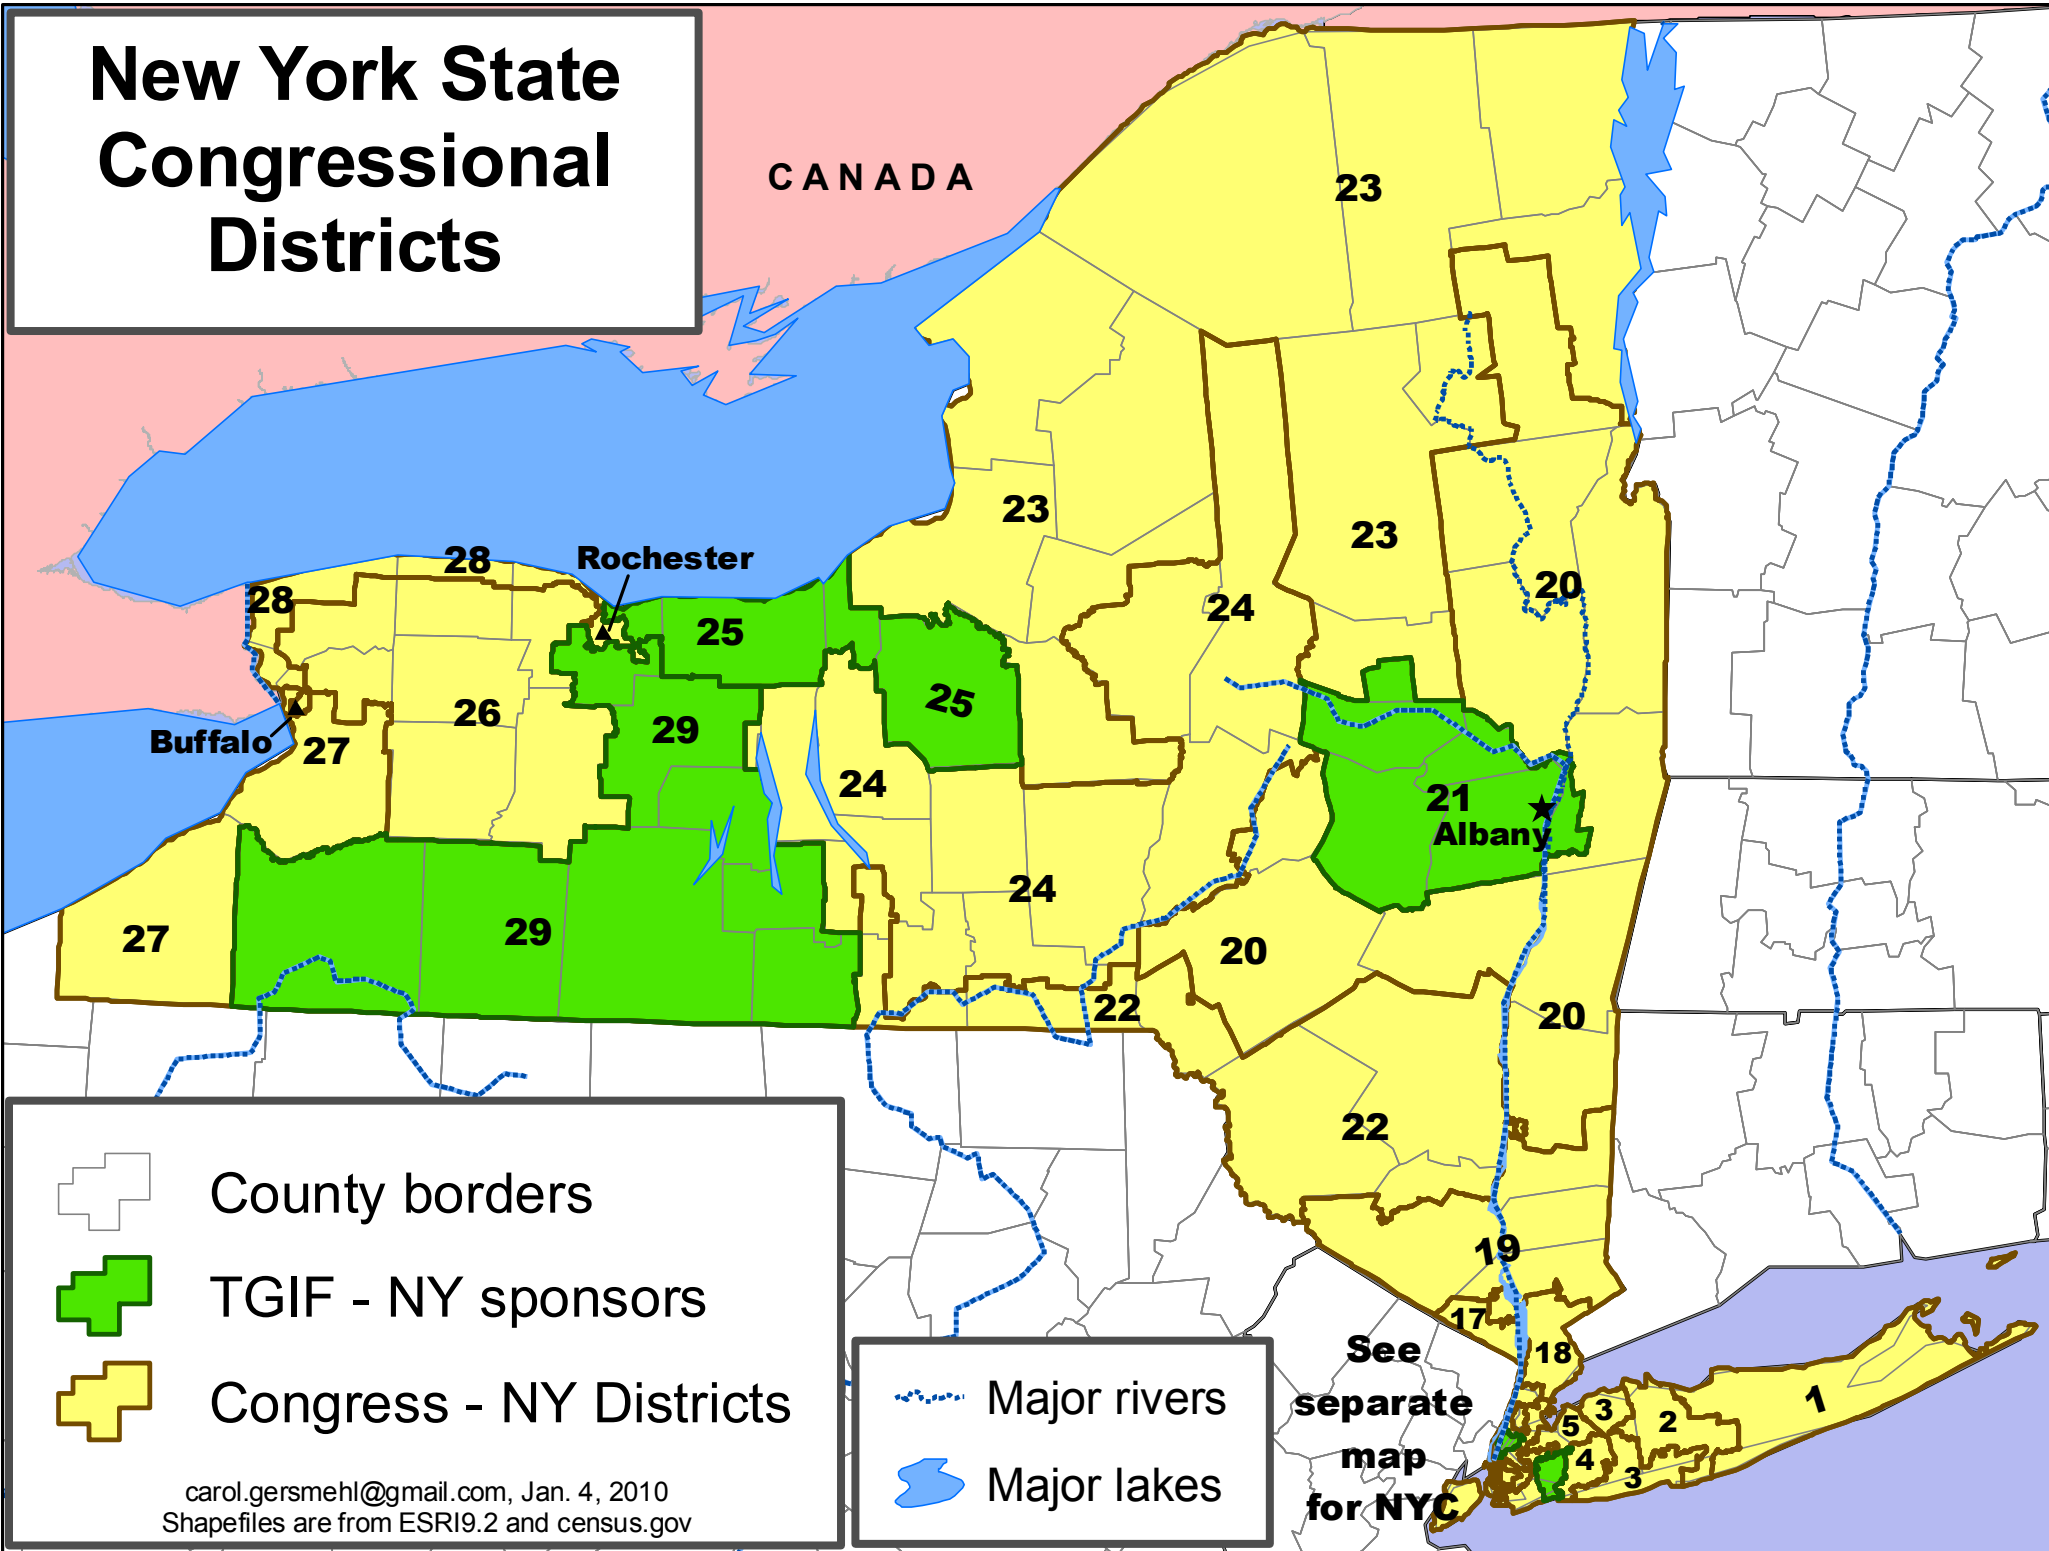 New York State
Congressional
Districts
CANADA
23
28
Rochester
23
23
28
20
24
25
25
26
29
Buffalo
27
24
21
Albany
24
27
29
20
22
20
22
19
17
18
See
separate
map
for NYC
1
3
2
5
4
3
County borders
TGIF - NY sponsors
Congress - NY Districts
carol.gersmehl@gmail.com, Jan. 4, 2010
Shapefiles are from ESRI9.2 and census.gov
Major rivers
Major lakes